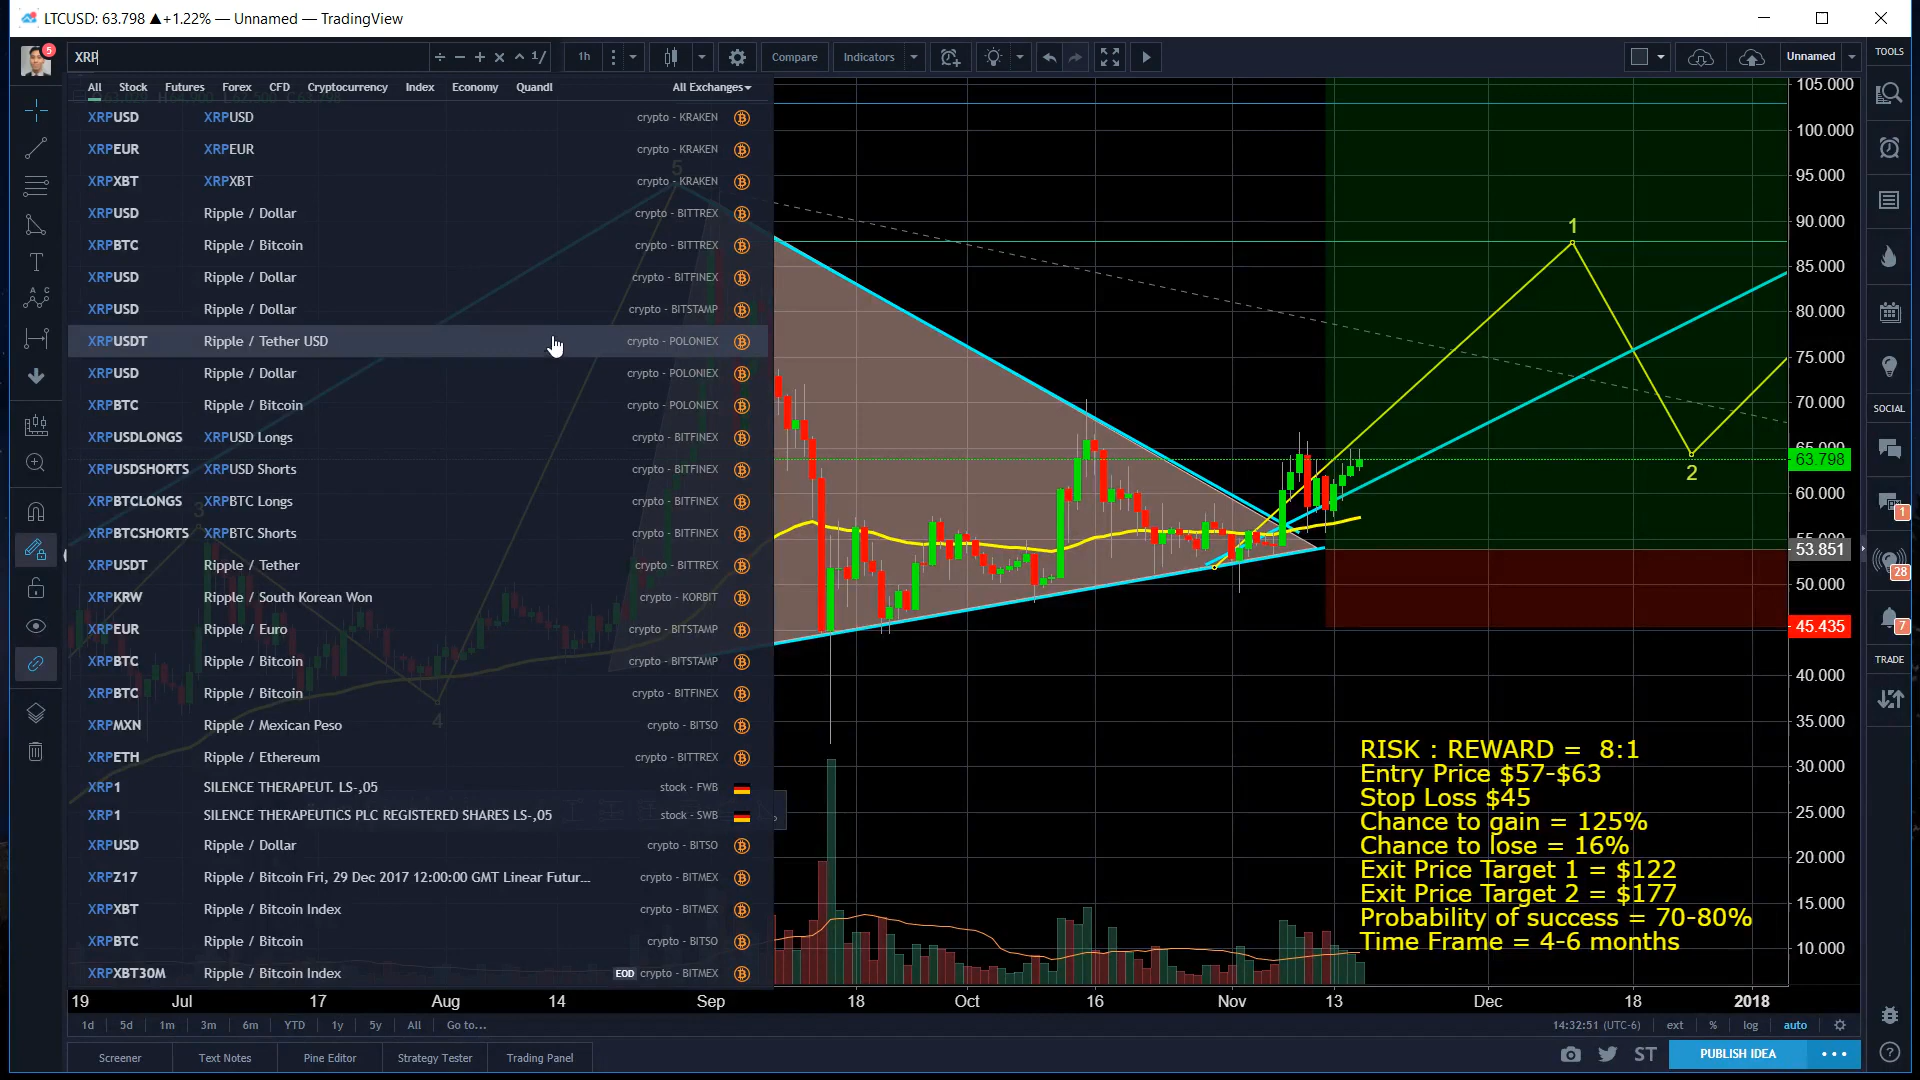 LTCUSD: 63.798 ▲+1.22% — Unnamed — TradingView
5
XRP
÷ − + × ^ 1/
1h
Compare
Indicators
Unnamed
TOOLS
All Stock Futures Forex CFD Cryptocurrency Index Economy Quandl All Exchanges
XRPUSD XRPUSD crypto - KRAKEN
XRPEUR XRPEUR crypto - KRAKEN
XRPXBT XRPXBT crypto - KRAKEN
XRPUSD Ripple / Dollar crypto - BITTREX
XRPBTC Ripple / Bitcoin crypto - BITTREX
XRPUSD Ripple / Dollar crypto - BITFINEX
XRPUSD Ripple / Dollar crypto - BITSTAMP
XRPUSDT Ripple / Tether USD crypto - POLONIEX
XRPUSD Ripple / Dollar crypto - POLONIEX
XRPBTC Ripple / Bitcoin crypto - POLONIEX
XRPUSDLONGS XRPUSD Longs crypto - BITFINEX
XRPUSDSHORTS XRPUSD Shorts crypto - BITFINEX
XRPBTCLONGS XRPBTC Longs crypto - BITFINEX
XRPBTCSHORTS XRPBTC Shorts crypto - BITFINEX
XRPUSDT Ripple / Tether crypto - BITTREX
XRPKRW Ripple / South Korean Won crypto - KORBIT
XRPEUR Ripple / Euro crypto - BITSTAMP
XRPBTC Ripple / Bitcoin crypto - BITSTAMP
XRPBTC Ripple / Bitcoin crypto - BITFINEX
XRPMXN Ripple / Mexican Peso crypto - BITSO
XRPETH Ripple / Ethereum crypto - BITTREX
XRP1 SILENCE THERAPEUT. LS-,05 stock - FWB
XRP1 SILENCE THERAPEUTICS PLC REGISTERED SHARES LS-,05 stock - SWB
XRPUSD Ripple / Dollar crypto - BITSO
XRPZ17 Ripple / Bitcoin Fri, 29 Dec 2017 12:00:00 GMT Linear Futur... crypto - BITMEX
XRPXBT Ripple / Bitcoin Index crypto - BITMEX
XRPBTC Ripple / Bitcoin crypto - BITSO
XRPXBT30M Ripple / Bitcoin Index EOD crypto - BITMEX
5
3
4
1
2
105.000
100.000
95.000
90.000
85.000
80.000
75.000
70.000
65.000
63.798
60.000
55.000
53.851
50.000
45.435
40.000
35.000
30.000
25.000
20.000
15.000
10.000
RISK : REWARD = 8:1
Entry Price $57-$63
Stop Loss $45
Chance to gain = 125%
Chance to lose = 16%
Exit Price Target 1 = $122
Exit Price Target 2 = $177
Probability of success = 70-80%
Time Frame = 4-6 months
SOCIAL
1
28
7
TRADE
19 Jul 17 Aug 14 Sep 18 Oct 16 Nov 13 Dec 18 2018
1d 5d 1m 3m 6m YTD 1y 5y All Go to... 14:32:51 (UTC-6) ext % log auto
Screener Text Notes Pine Editor Strategy Tester Trading Panel ST PUBLISH IDEA